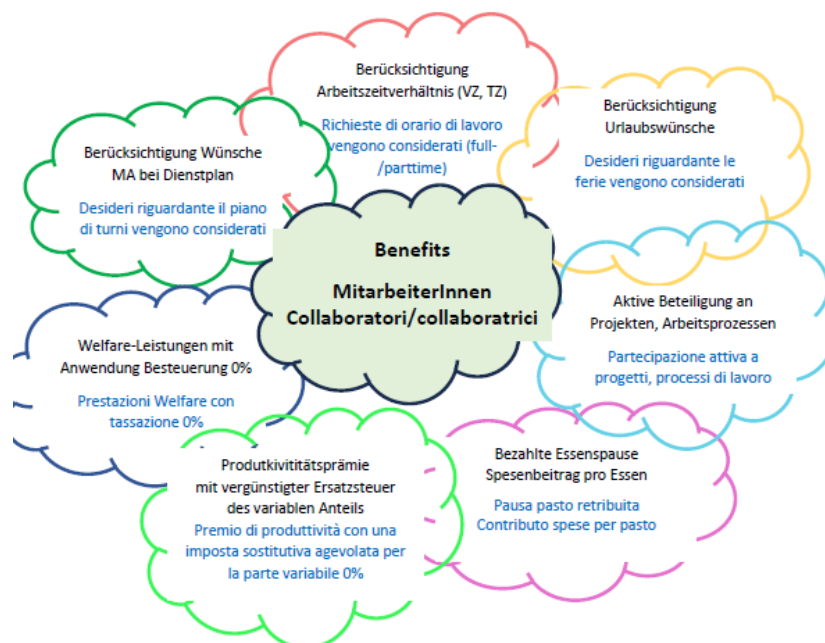 Berücksichtigung
Arbeitszeitverhältnis (VZ, TZ)
Richieste di orario di lavoro
vengono considerati (full-
/parttime)
Berücksichtigung
Urlaubswünsche
Desideri riguardante le
ferie vengono considerati
Berücksichtigung Wünsche
MA bei Dienstplan
Desideri riguardante il piano
di turni vengono considerati
Benefits
MitarbeiterInnen
Collaboratori/collaboratrici
Aktive Beteiligung an
Projekten, Arbeitsprozessen
Partecipazione attiva a
progetti, processi di lavoro
Welfare-Leistungen mit
Anwendung Besteuerung 0%
Prestazioni Welfare con
tassazione 0%
Bezahlte Essenspause
Spesenbeitrag pro Essen
Pausa pasto retribuita
Contributo spese per pasto
Produtkivititätsprämie
mit vergünstigter Ersatzsteuer
des variablen Anteils
Premio di produttività con una
imposta sostitutiva agevolata per
la parte variabile 0%